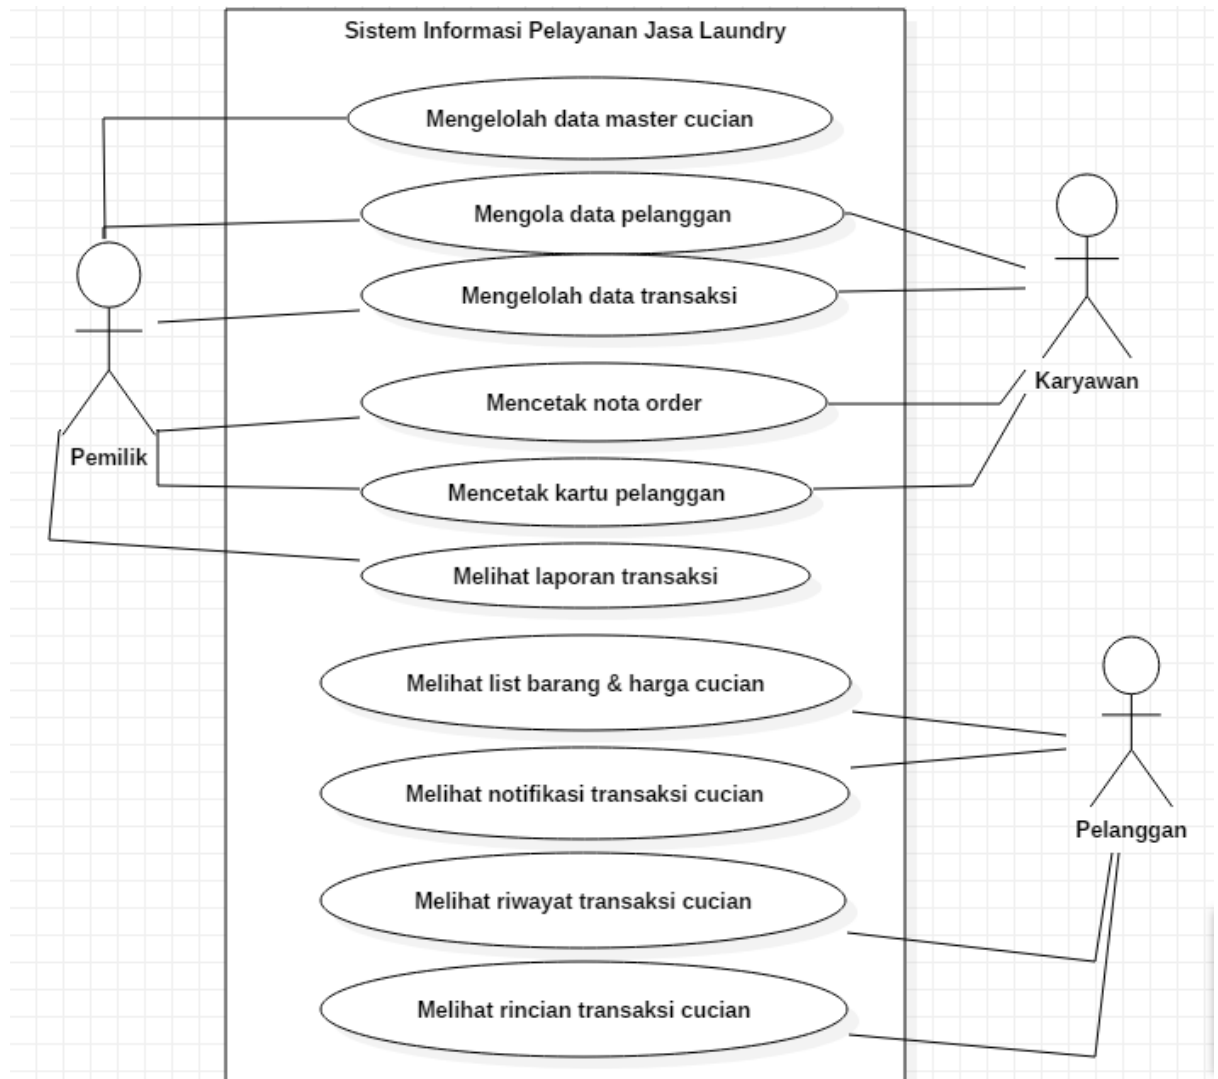 Sistem Informasi Pelayanan Jasa Laundry
Mengelolah data master cucian
Mengola data pelanggan
Mengelolah data transaksi
Mencetak nota order
Karyawan
Pemilik
Mencetak kartu pelanggan
Melihat laporan transaksi
Melihat list barang & harga cucian
Melihat notifikasi transaksi cucian
Pelanggan
Melihat riwayat transaksi cucian
Melihat rincian transaksi cucian